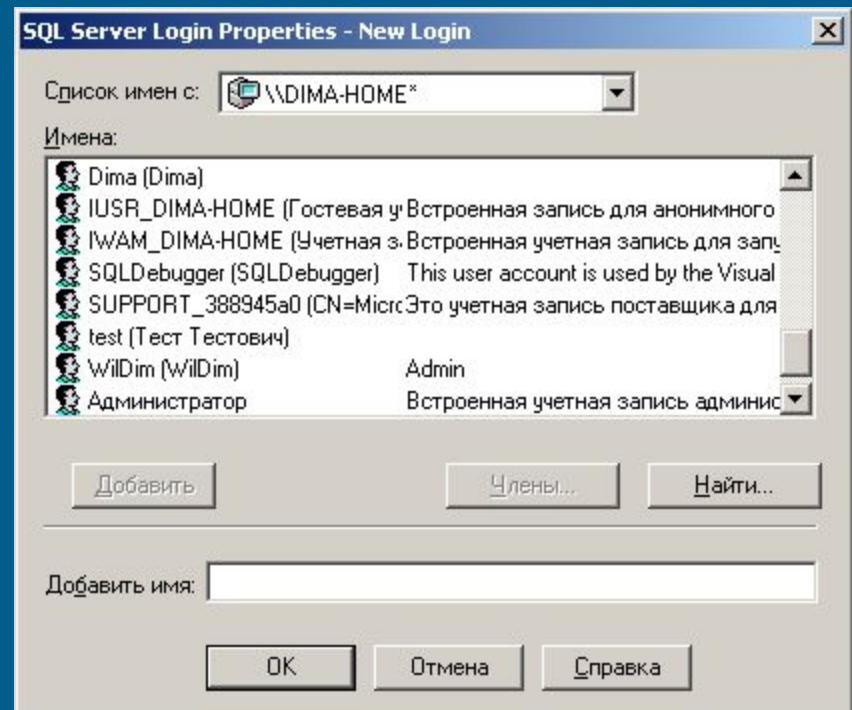 SQL Server Login Properties - New Login
Список имен с: \\DIMA-HOME*
Имена:
Dima (Dima)
IUSR_DIMA-HOME (Гостевая у Встроенная запись для анонимного
IWAM_DIMA-HOME (Учетная з Встроенная учетная запись для запу
SQLDebugger (SQLDebugger) This user account is used by the Visual
SUPPORT_388945a0 (CN=Micro Это учетная запись поставщика для
test (Тест Тестович)
WilDim (WilDim) Admin
Администратор Встроенная учетная запись админис
Добавить Члены... Найти...
Добавить имя:
OK Отмена Справка